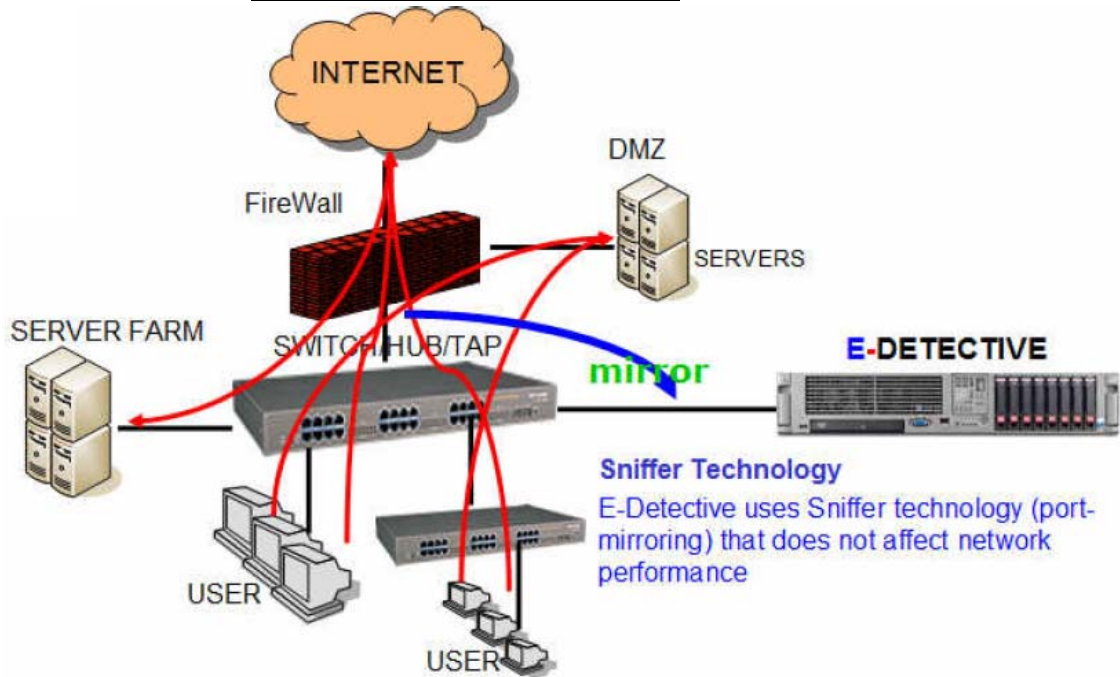 INTERNET
DMZ
FireWall
SERVERS
SERVER FARM
SWITCH/HUB/TAP
mirror
E-DETECTIVE
Sniffer Technology
E-Detective uses Sniffer technology (port-
mirroring) that does not affect network
performance
USER
USER